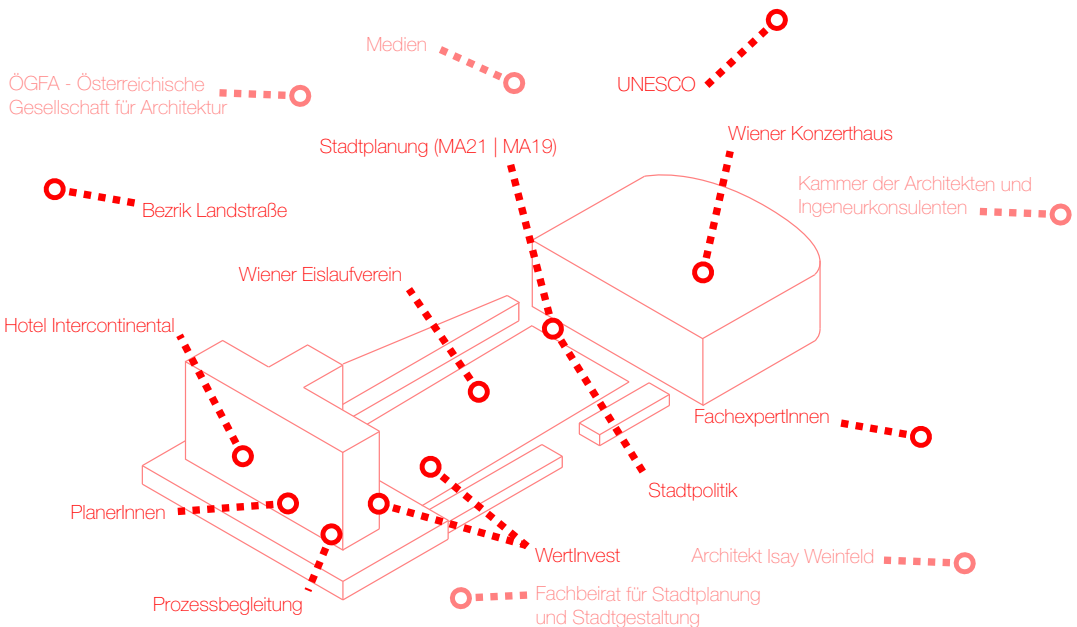 Medien
ÖGFA - Österreichische
Gesellschaft für Architektur
UNESCO
Stadtplanung (MA21 | MA19)
Wiener Konzerthaus
Kammer der Architekten und
Ingeneurkonsulenten
Bezrik Landstraße
Wiener Eislaufverein
Hotel Intercontinental
FachexpertInnen
Stadtpolitik
PlanerInnen
WertInvest
Architekt Isay Weinfeld
Prozessbegleitung
Fachbeirat für Stadtplanung
und Stadtgestaltung